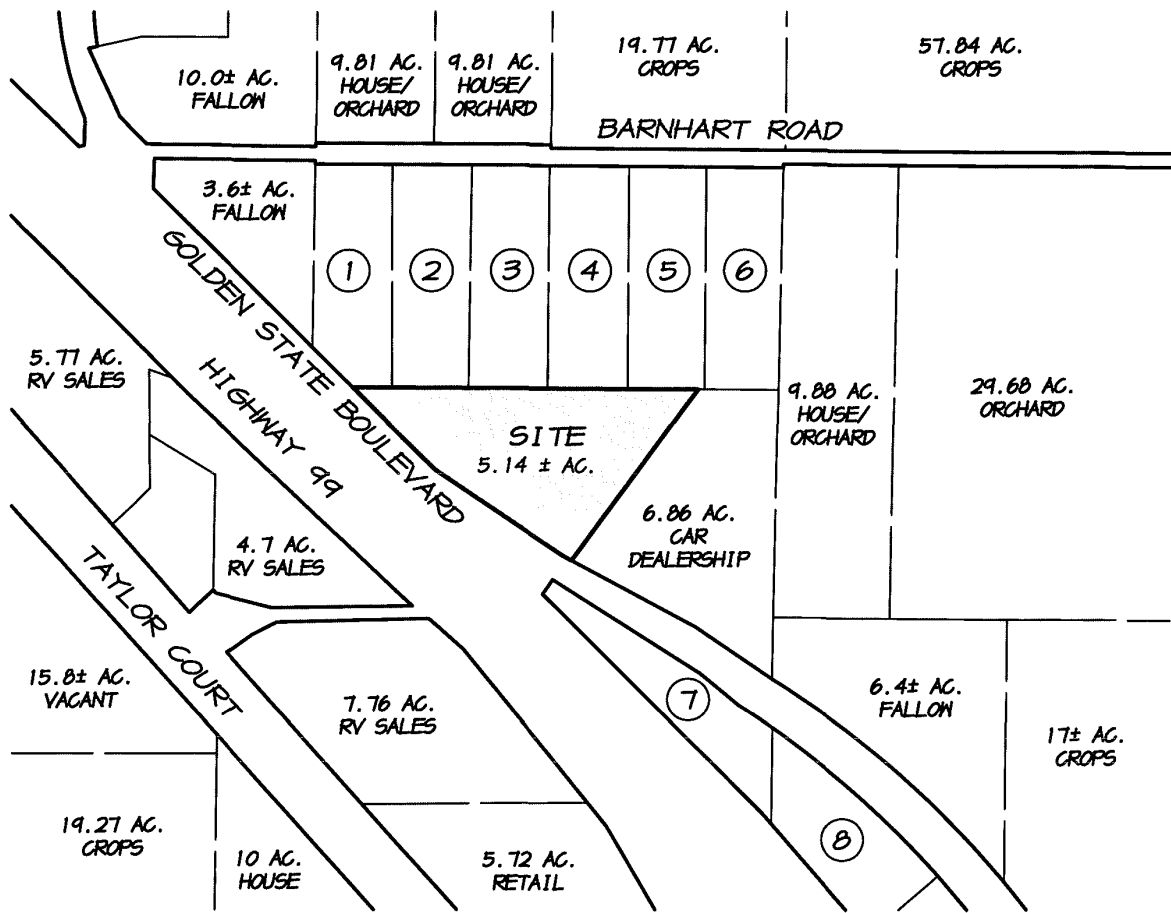 10.0± AC.
FALLOW
9.81 AC.
HOUSE/
ORCHARD
9.81 AC.
HOUSE/
ORCHARD
19.77 AC.
CROPS
57.84 AC.
CROPS
BARNHART ROAD
3.6± AC.
FALLOW
1
2
3
4
5
6
GOLDEN STATE BOULEVARD
HIGHWAY 99
5.77 AC.
RV SALES
SITE
5.14 ± AC.
9.88 AC.
HOUSE/
ORCHARD
29.68 AC.
ORCHARD
6.86 AC.
CAR
DEALERSHIP
4.7 AC.
RV SALES
TAYLOR COURT
15.8± AC.
VACANT
7.76 AC.
RV SALES
7
6.4± AC.
FALLOW
17± AC.
CROPS
19.27 AC.
CROPS
10 AC.
HOUSE
5.72 AC.
RETAIL
8